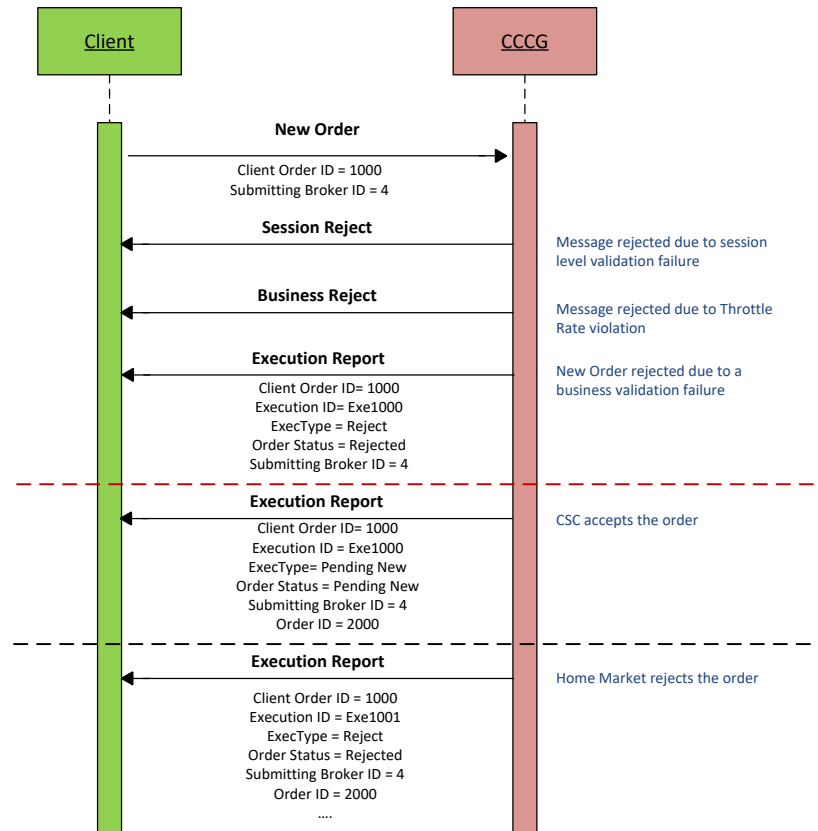 Client
CCCG
New Order
Client Order ID = 1000
Submitting Broker ID = 4
Session Reject
Message rejected due to session
level validation failure
Business Reject
Message rejected due to Throttle
Rate violation
Execution Report
New Order rejected due to a
business validation failure
Client Order ID= 1000
Execution ID= Exe1000
ExecType = Reject
Order Status = Rejected
Submitting Broker ID = 4
Execution Report
CSC accepts the order
Client Order ID= 1000
Execution ID = Exe1000
ExecType= Pending New
Order Status = Pending New
Submitting Broker ID = 4
Order ID = 2000
Execution Report
Home Market rejects the order
Client Order ID = 1000
Execution ID = Exe1001
ExecType = Reject
Order Status = Rejected
Submitting Broker ID = 4
Order ID = 2000
....